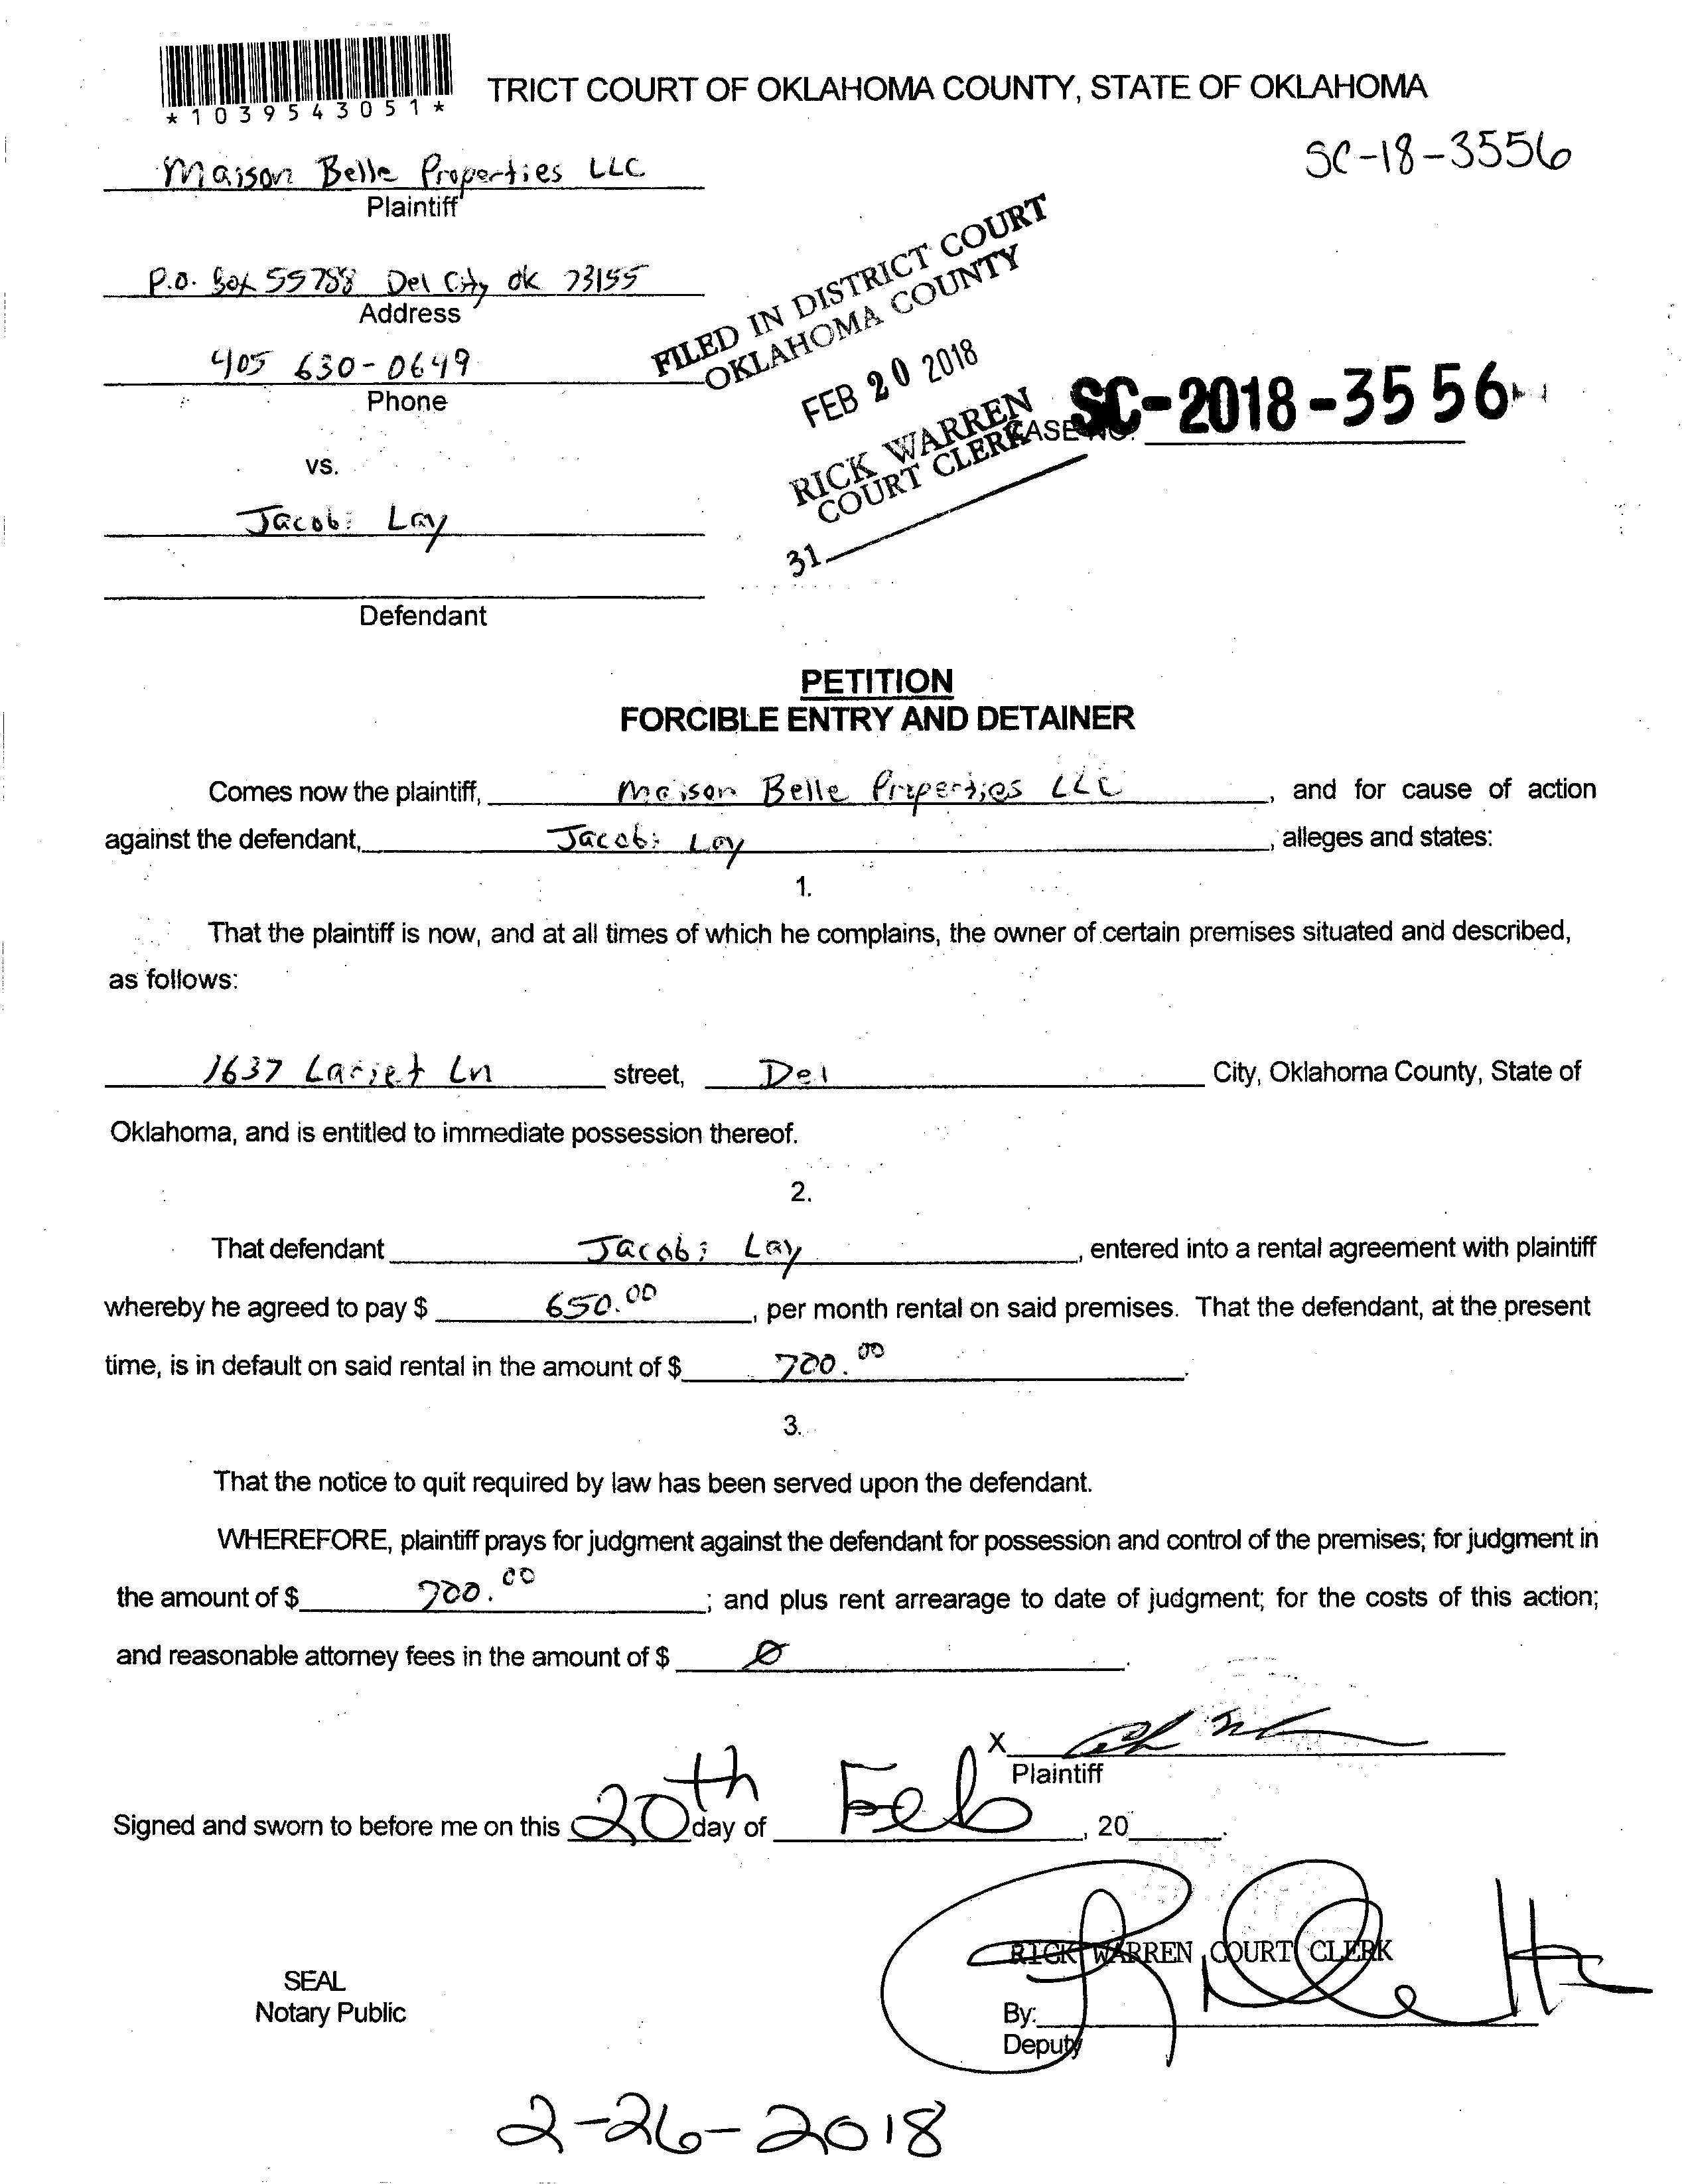 *1039543051*
TRICT COURT OF OKLAHOMA COUNTY, STATE OF OKLAHOMA
SC-18-3556
Maison Belle Properties LLC
Plaintiff
P.O. Box 55788 Del City OK 73155
Address
405 630-0649
Phone
FILED IN DISTRICT COURT
OKLAHOMA COUNTY
FEB 20 2018
RICK WARREN
COURT CLERK
31
CASE NO. SC-2018-3556
vs.
Jacobi Lay
Defendant
PETITION
FORCIBLE ENTRY AND DETAINER
Comes now the plaintiff, Maison Belle Properties LLC, and for cause of action
against the defendant, Jacobi Lay, alleges and states:
1.
That the plaintiff is now, and at all times of which he complains, the owner of certain premises situated and described,
as follows:
1637 Lariet Ln street, Del City, Oklahoma County, State of
Oklahoma, and is entitled to immediate possession thereof.
2.
That defendant Jacobi Lay, entered into a rental agreement with plaintiff
whereby he agreed to pay $ 650.00, per month rental on said premises. That the defendant, at the present
time, is in default on said rental in the amount of $ 700.00.
3.
That the notice to quit required by law has been served upon the defendant.
WHEREFORE, plaintiff prays for judgment against the defendant for possession and control of the premises; for judgment in
the amount of $ 700.00; and plus rent arrearage to date of judgment; for the costs of this action;
and reasonable attorney fees in the amount of $ Ø.
X
Plaintiff
Signed and sworn to before me on this 20th day of Feb, 20 .
RICK WARREN COURT CLERK
SEAL
Notary Public
By:
Deputy
2-26-2018